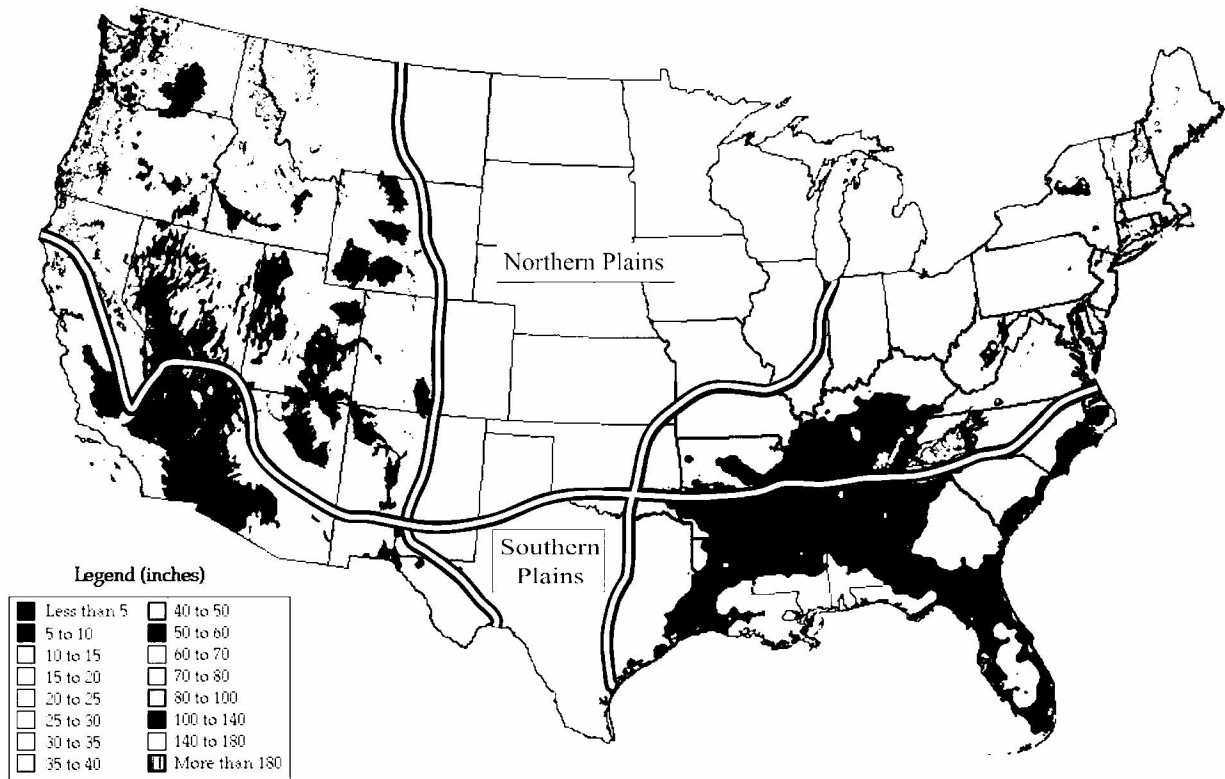 Northern Plains
Southern
Plains
Legend (inches)
Less than 5
5 to 10
10 to 15
15 to 20
20 to 25
25 to 30
30 to 35
35 to 40
40 to 50
50 to 60
60 to 70
70 to 80
80 to 100
100 to 140
140 to 180
More than 180